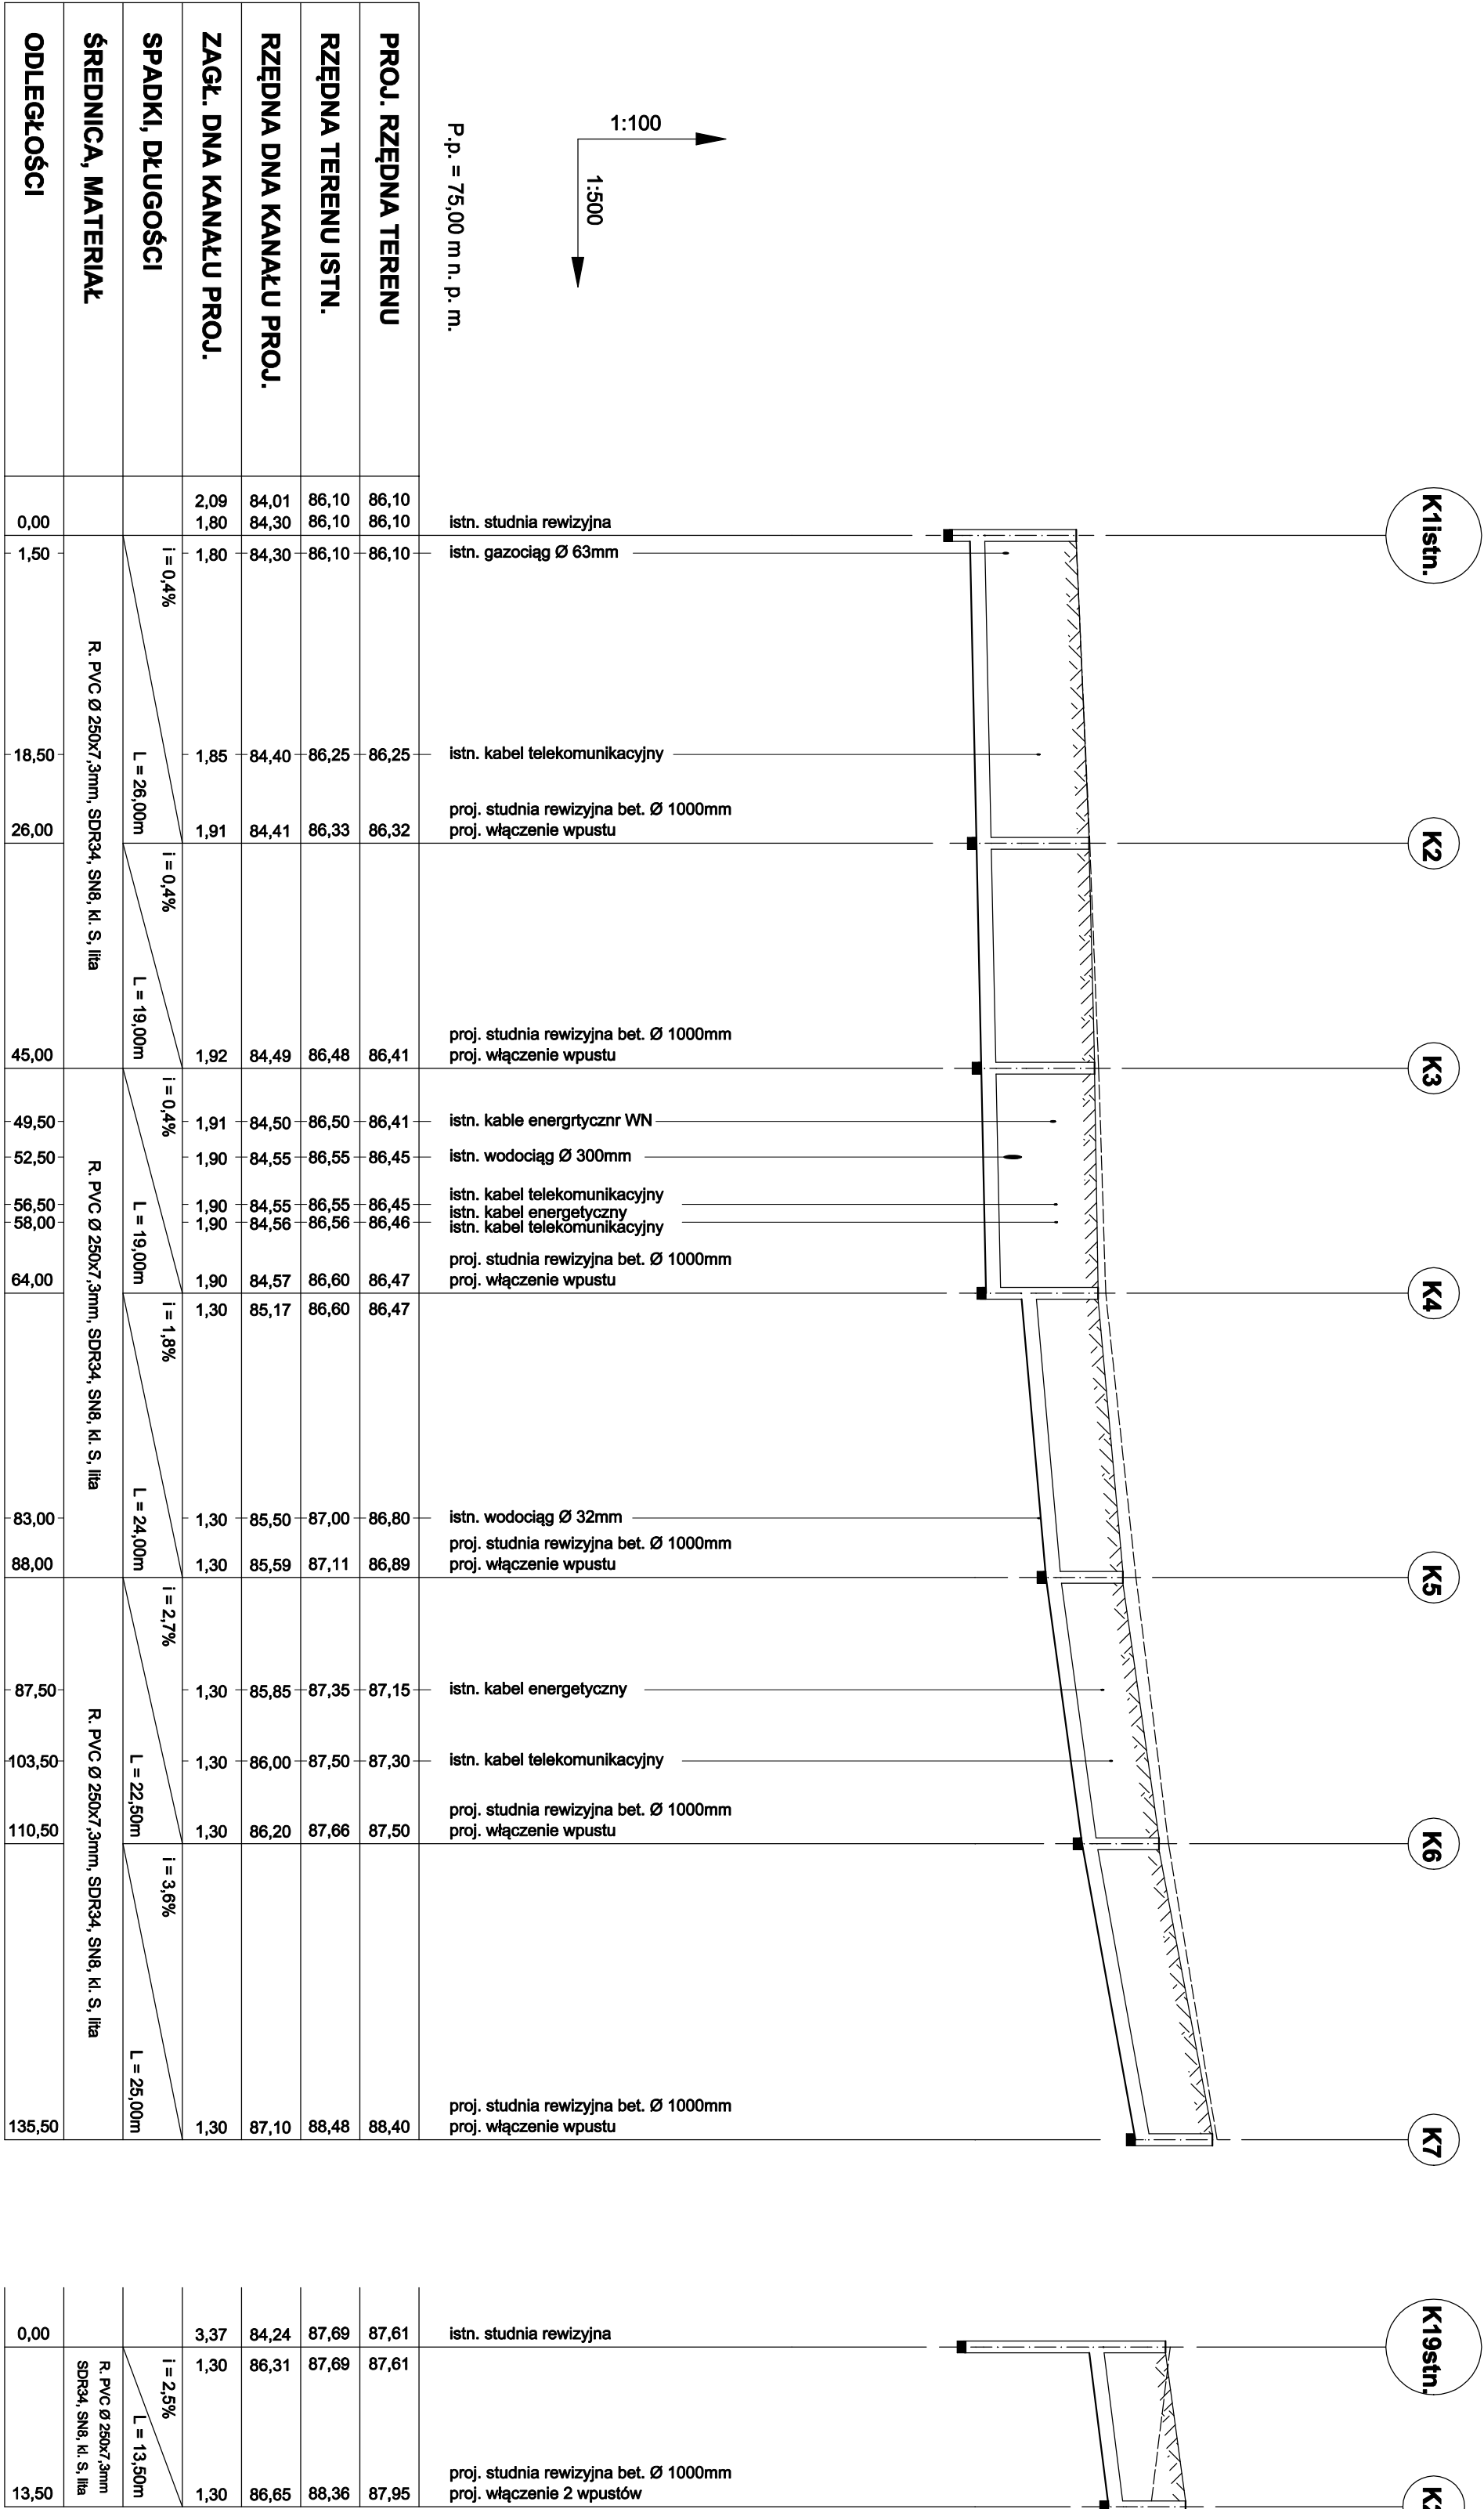 K1istn.
K2
K3
K4
K5
K6
K7
K19stn.
1:100
1:500
P.p. = 75,00 m n. p. m.
istn. studnia rewizyjna
istn. gazociąg Ø 63mm
istn. kabel telekomunikacyjny
proj. studnia rewizyjna bet. Ø 1000mm
proj. włączenie wpustu
proj. studnia rewizyjna bet. Ø 1000mm
proj. włączenie wpustu
istn. kable energrtycznr WN
istn. wodociąg Ø 300mm
istn. kabel telekomunikacyjny
istn. kabel energetyczny
istn. kabel telekomunikacyjny
proj. studnia rewizyjna bet. Ø 1000mm
proj. włączenie wpustu
istn. wodociąg Ø 32mm
proj. studnia rewizyjna bet. Ø 1000mm
proj. włączenie wpustu
istn. kabel energetyczny
istn. kabel telekomunikacyjny
proj. studnia rewizyjna bet. Ø 1000mm
proj. włączenie wpustu
proj. studnia rewizyjna bet. Ø 1000mm
proj. włączenie wpustu
istn. studnia rewizyjna
proj. studnia rewizyjna bet. Ø 1000mm
proj. włączenie 2 wpustów
PROJ. RZĘDNA TERENU
86,10
86,10
86,10
86,25
86,32
86,41
86,41
86,45
86,45
86,46
86,47
86,47
86,80
86,89
87,15
87,30
87,50
88,40
87,61
87,61
87,95
RZĘDNA TERENU ISTN.
86,10
86,10
86,10
86,25
86,33
86,48
86,50
86,55
86,55
86,56
86,60
86,60
87,00
87,11
87,35
87,50
87,66
88,48
87,69
87,69
88,36
RZĘDNA DNA KANAŁU PROJ.
84,01
84,30
84,30
84,40
84,41
84,49
84,50
84,55
84,55
84,56
84,57
85,17
85,50
85,59
85,85
86,00
86,20
87,10
84,24
86,31
86,65
ZAGŁ. DNA KANAŁU PROJ.
2,09
1,80
1,80
1,85
1,91
1,92
1,91
1,90
1,90
1,90
1,90
1,30
1,30
1,30
1,30
1,30
1,30
1,30
3,37
1,30
1,30
SPADKI, DŁUGOŚCI
i = 0,4%
L = 26,00m
i = 0,4%
L = 19,00m
i = 0,4%
L = 19,00m
i = 1,8%
L = 24,00m
i = 2,7%
L = 22,50m
i = 3,6%
L = 25,00m
i = 2,5%
L = 13,50m
ŚREDNICA, MATERIAŁ
R. PVC Ø 250x7,3mm, SDR34, SN8, kl. S, lita
R. PVC Ø 250x7,3mm, SDR34, SN8, kl. S, lita
R. PVC Ø 250x7,3mm, SDR34, SN8, kl. S, lita
R. PVC Ø 250x7,3mm
SDR34, SN8, kl. S, lita
ODLEGŁOŚCI
0,00
1,50
18,50
26,00
45,00
49,50
52,50
56,50
58,00
64,00
83,00
88,00
87,50
103,50
110,50
135,50
0,00
13,50